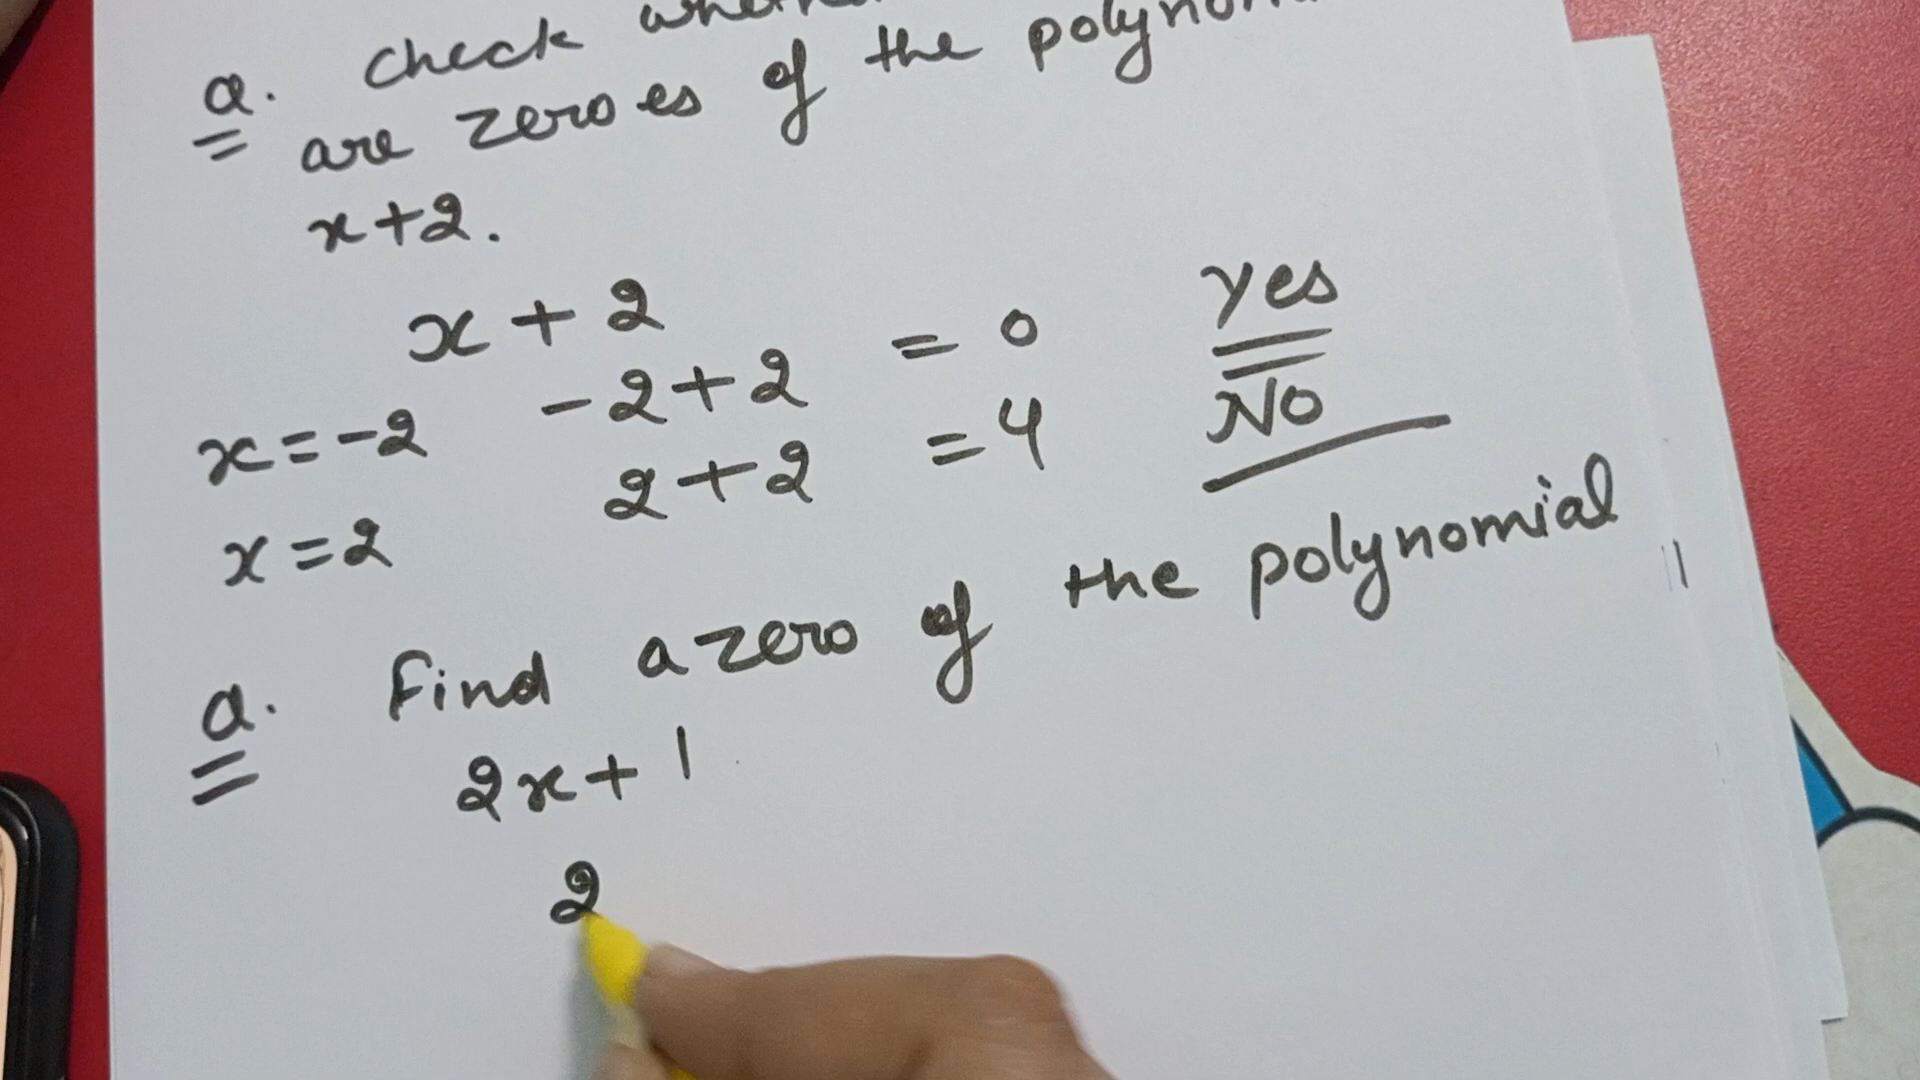 Q. Check
are zeroes of the
x+2.
x + 2
x=-2 -2+2 = 0 Yes
x=2 2+2 =4 NO
Q. Find a zero of the polynomial
2x+1
2